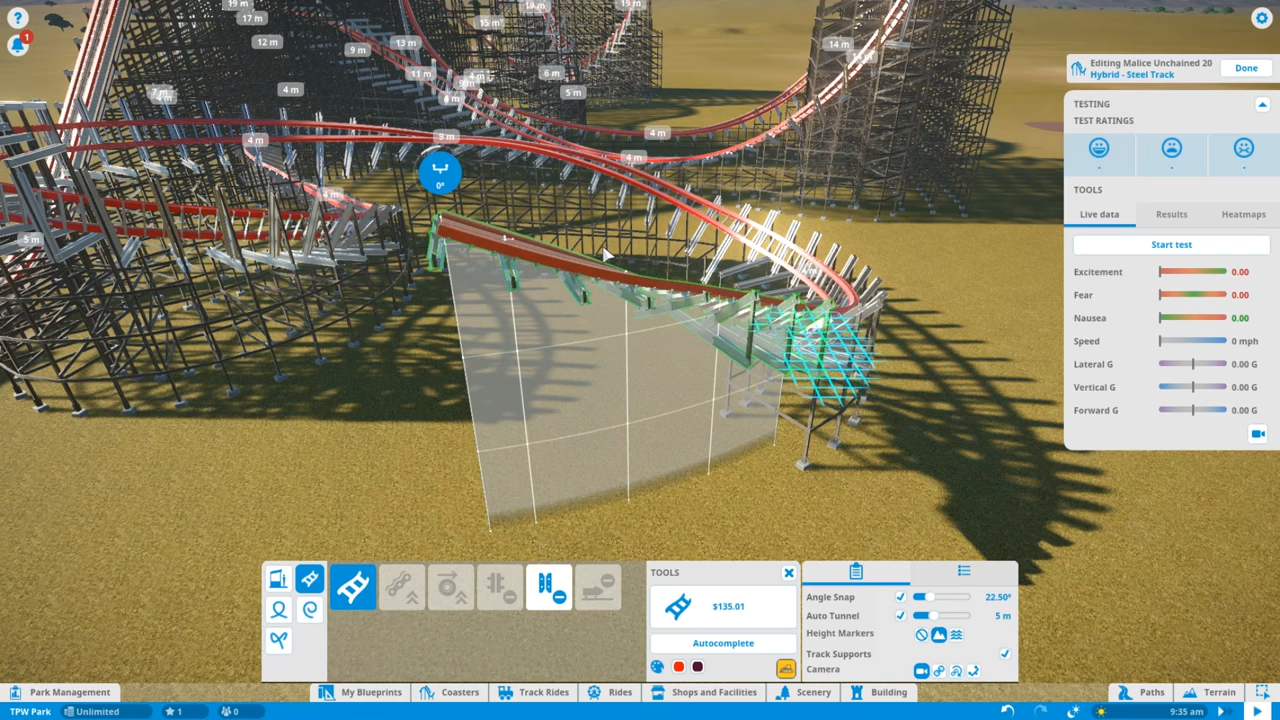 ?
1
19 m
17 m
12 m
9 m
13 m
11 m
15 m
19 m
19 m
6 m
5 m
14 m
4 m
4 m
9 m
4 m
4 m
4 m
5 m
0°
Editing Malice Unchained 20
Hybrid - Steel Track
Done
TESTING
TEST RATINGS
-
-
-
TOOLS
Live data
Results
Heatmaps
Start test
Excitement 0.00
Fear 0.00
Nausea 0.00
Speed 0 mph
Lateral G 0.00 G
Vertical G 0.00 G
Forward G 0.00 G
TOOLS
$135.01
Autocomplete
Angle Snap 22.50°
Auto Tunnel 5 m
Height Markers
Track Supports
Camera
Park Management
My Blueprints
Coasters
Track Rides
Rides
Shops and Facilities
Scenery
Building
Paths
Terrain
TPW Park
Unlimited
1
0
9:35 am